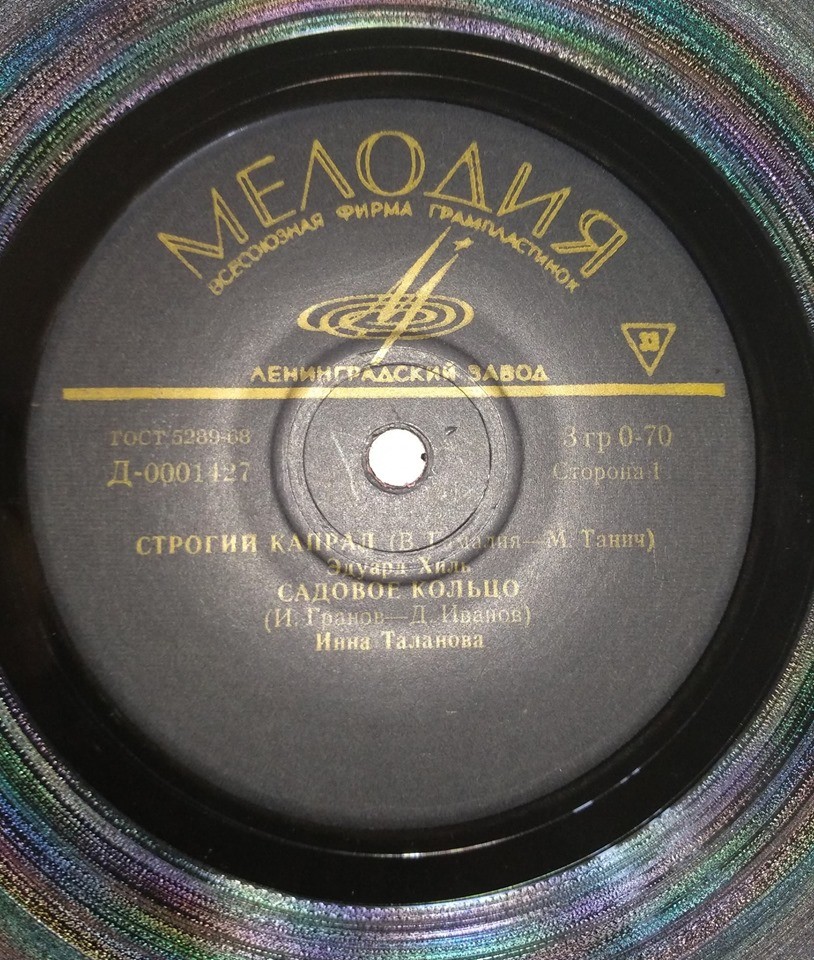 МЕЛОДИЯ
ВСЕСОЮЗНАЯ ФИРМА ГРАМПЛАСТИНОК
33
ЛЕНИНГРАДСКИЙ ЗАВОД
ГОСТ 5289-68
3 гр 0-70
Д-0001427
Сторона 1
СТРОГИЙ КАПРАЛ (В. Гамалия—М. Танич)
Эдуард Хиль
САДОВОЕ КОЛЬЦО
(И. Гранов—Д. Иванов)
Инна Таланова